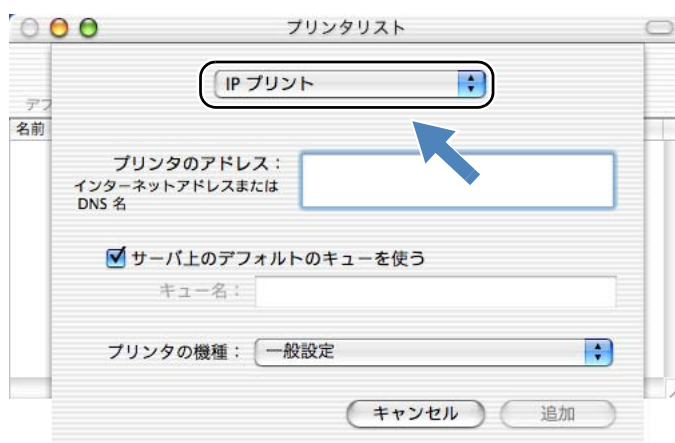 プリンタリスト
IP プリント
デフ
名前
プリンタのアドレス：
インターネットアドレスまたは
DNS 名
サーバ上のデフォルトのキューを使う
キュー名：
プリンタの機種： 一般設定
キャンセル 追加